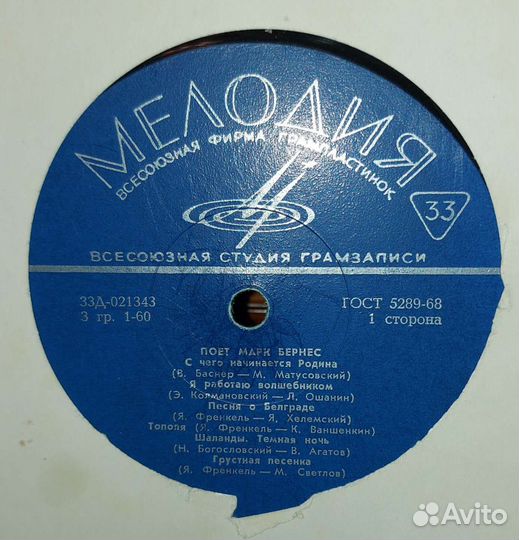 МЕЛОДИЯ
ВСЕСОЮЗНАЯ ФИРМА ГРАМПЛАСТИНОК
33
ВСЕСОЮЗНАЯ СТУДИЯ ГРАМЗАПИСИ
33Д-021343
3 гр. 1-60
ГОСТ 5289-68
1 сторона
ПОЕТ МАРК БЕРНЕС
С чего начинается Родина
(В. Баснер — М. Матусовский)
Я работаю волшебником
(Э. Колмановский — Л. Ошанин)
Песня о Белграде
(Я. Френкель — Я. Хелемский)
Тополя (Я. Френкель — К. Ваншенкин)
Шаланды. Темная ночь
(Н. Богословский — В. Агатов)
Грустная песенка
(Я. Френкель — М. Светлов)
Avito